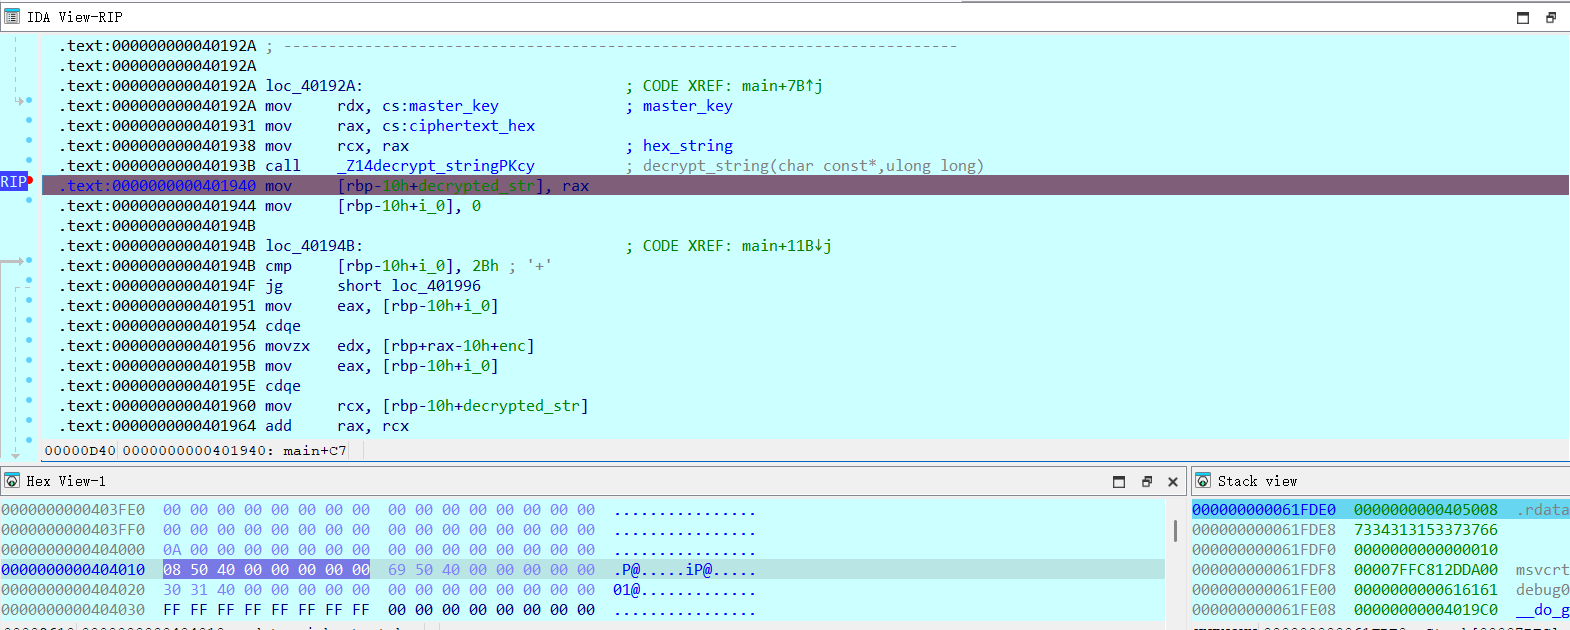 IDA View-RIP
.text:000000000040192A ; ---------------------------------------------------------------------------
.text:000000000040192A
.text:000000000040192A loc_40192A: ; CODE XREF: main+7B↑j
.text:000000000040192A mov rdx, cs:master_key ; master_key
.text:0000000000401931 mov rax, cs:ciphertext_hex
.text:0000000000401938 mov rcx, rax ; hex_string
.text:000000000040193B call _Z14decrypt_stringPKcy ; decrypt_string(char const*,ulong long)
RIP .text:0000000000401940 mov [rbp-10h+decrypted_str], rax
.text:0000000000401944 mov [rbp-10h+i_0], 0
.text:000000000040194B
.text:000000000040194B loc_40194B: ; CODE XREF: main+11B↓j
.text:000000000040194B cmp [rbp-10h+i_0], 2Bh ; '+'
.text:000000000040194F jg short loc_401996
.text:0000000000401951 mov eax, [rbp-10h+i_0]
.text:0000000000401954 cdqe
.text:0000000000401956 movzx edx, [rbp+rax-10h+enc]
.text:000000000040195B mov eax, [rbp-10h+i_0]
.text:000000000040195E cdqe
.text:0000000000401960 mov rcx, [rbp-10h+decrypted_str]
.text:0000000000401964 add rax, rcx
00000D40 0000000000401940: main+C7
Hex View-1
0000000000403FE0 00 00 00 00 00 00 00 00 00 00 00 00 00 00 00 00 ................
0000000000403FF0 00 00 00 00 00 00 00 00 00 00 00 00 00 00 00 00 ................
0000000000404000 0A 00 00 00 00 00 00 00 00 00 00 00 00 00 00 00 ................
0000000000404010 08 50 40 00 00 00 00 00 69 50 40 00 00 00 00 00 .P@.....iP@.....
0000000000404020 30 31 40 00 00 00 00 00 00 00 00 00 00 00 00 00 01@.............
0000000000404030 FF FF FF FF FF FF FF FF 00 00 00 00 00 00 00 00 ................
Stack view
000000000061FDE0 0000000000405008 .rdata
000000000061FDE8 7334313153373766
000000000061FDF0 0000000000000010
000000000061FDF8 00007FFC812DDA00 msvcrt
000000000061FE00 0000000000616161 debug0
000000000061FE08 00000000004019C0 __do_g